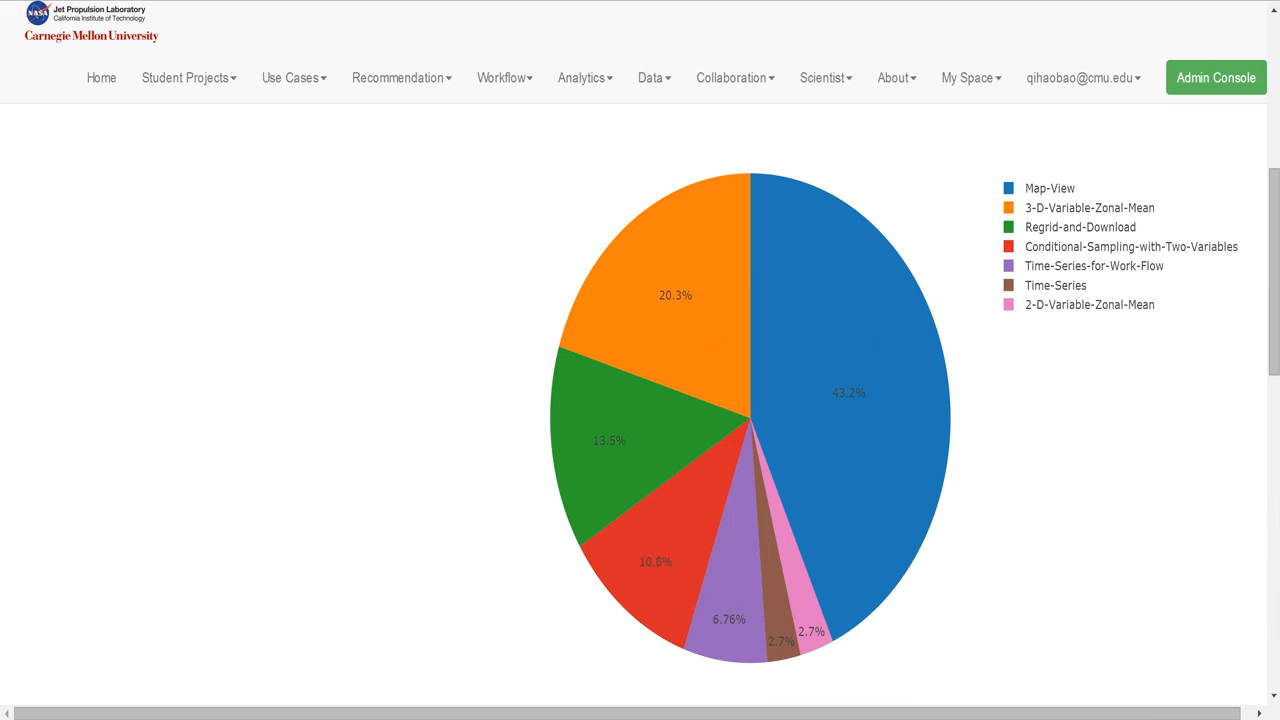 NASA
Jet Propulsion Laboratory
California Institute of Technology
Carnegie Mellon University
Home Student Projects Use Cases Recommendation Workflow Analytics Data Collaboration Scientist About My Space qihaobao@cmu.edu Admin Console
Map-View
3-D-Variable-Zonal-Mean
Regrid-and-Download
Conditional-Sampling-with-Two-Variables
Time-Series-for-Work-Flow
Time-Series
2-D-Variable-Zonal-Mean
20.3%
43.2%
13.5%
10.8%
6.76%
2.7%
2.7%